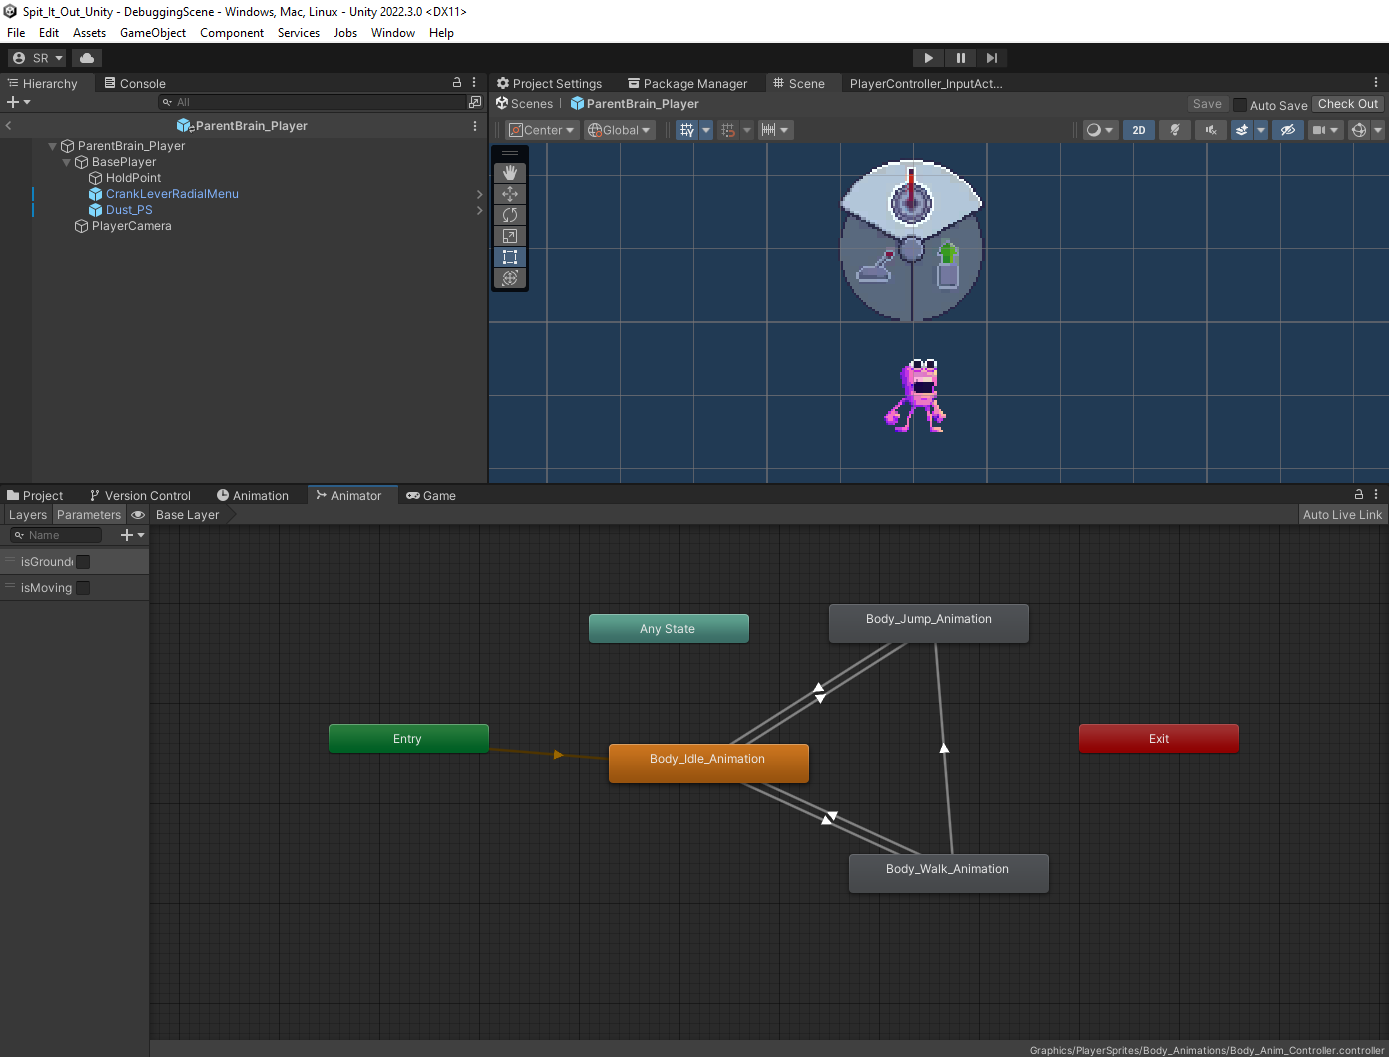 Spit_It_Out_Unity - DebuggingScene - Windows, Mac, Linux - Unity 2022.3.0 <DX11>
File Edit Assets GameObject Component Services Jobs Window Help
SR
Hierarchy Console
All
ParentBrain_Player
ParentBrain_Player
BasePlayer
HoldPoint
CrankLeverRadialMenu
Dust_PS
PlayerCamera
Project Settings Package Manager Scene PlayerController_InputAct...
Scenes | ParentBrain_Player Save Auto Save Check Out
Center Global 2D
Project Version Control Animation Animator Game
Layers Parameters Base Layer Auto Live Link
Name
isGround
isMoving
Any State
Body_Jump_Animation
Entry
Exit
Body_Idle_Animation
Body_Walk_Animation
Graphics/PlayerSprites/Body_Animations/Body_Anim_Controller.controller